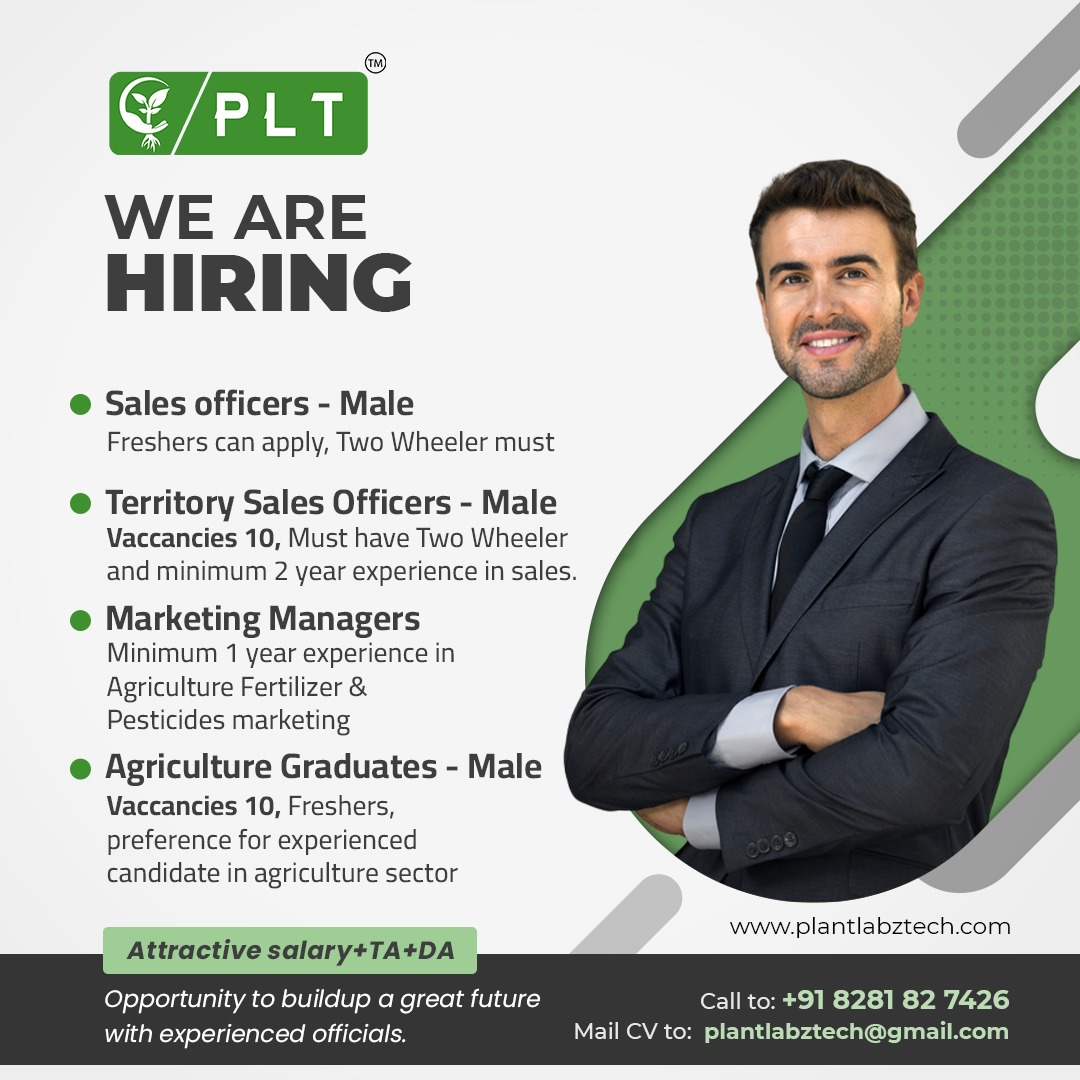 TM
PLT
WE ARE
HIRING
Sales officers - Male
Freshers can apply, Two Wheeler must
Territory Sales Officers - Male
Vaccancies 10, Must have Two Wheeler
and minimum 2 year experience in sales.
Marketing Managers
Minimum 1 year experience in
Agriculture Fertilizer &
Pesticides marketing
Agriculture Graduates - Male
Vaccancies 10, Freshers,
preference for experienced
candidate in agriculture sector
www.plantlabztech.com
Attractive salary+TA+DA
Opportunity to buildup a great future
with experienced officials.
Call to: +91 8281 82 7426
Mail CV to: plantlabztech@gmail.com